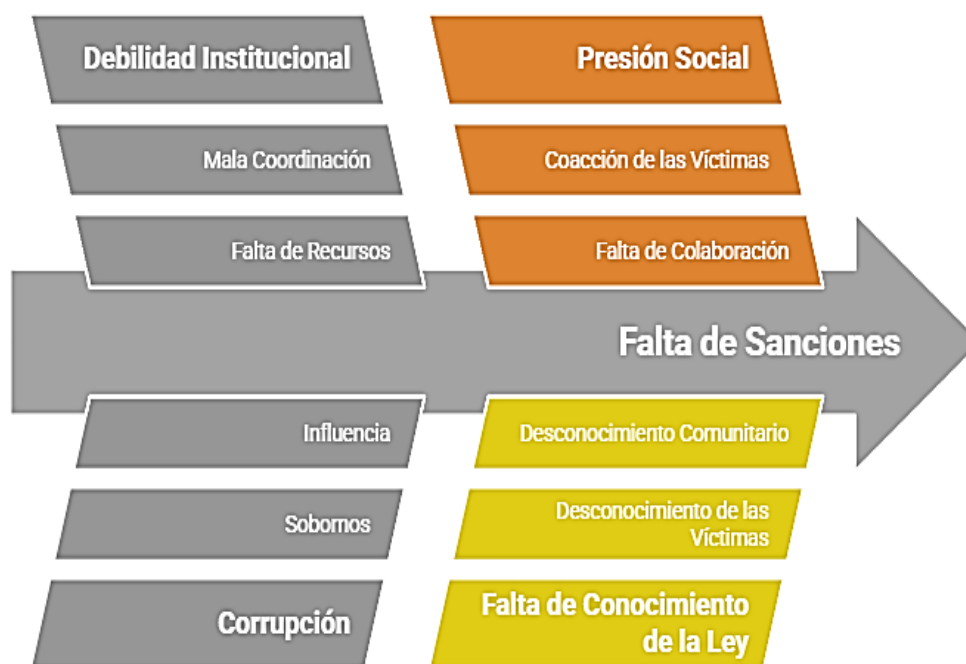 Debilidad Institucional
Presión Social
Mala Coordinación
Coacción de las Víctimas
Falta de Recursos
Falta de Colaboración
Falta de Sanciones
Influencia
Desconocimiento Comunitario
Sobornos
Desconocimiento de las
Víctimas
Corrupción
Falta de Conocimiento
de la Ley